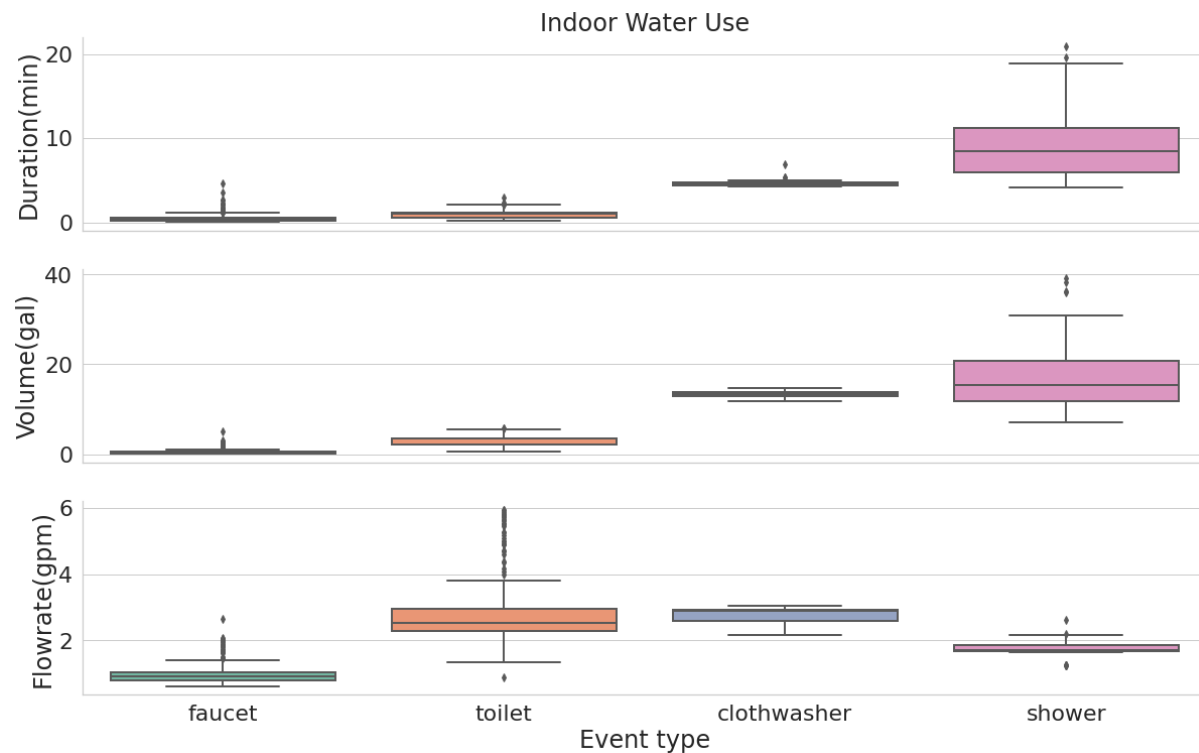 Indoor Water Use
Duration(min)
20
10
0
Volume(gal)
40
20
0
Flowrate(gpm)
6
4
2
faucet toilet clothwasher shower
Event type